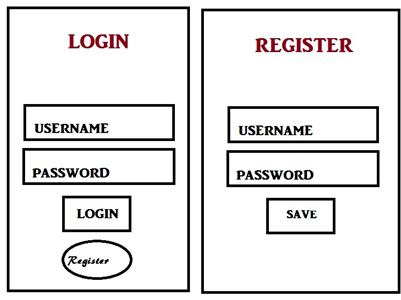 LOGIN
USERNAME
PASSWORD
LOGIN
Register
REGISTER
USERNAME
PASSWORD
SAVE